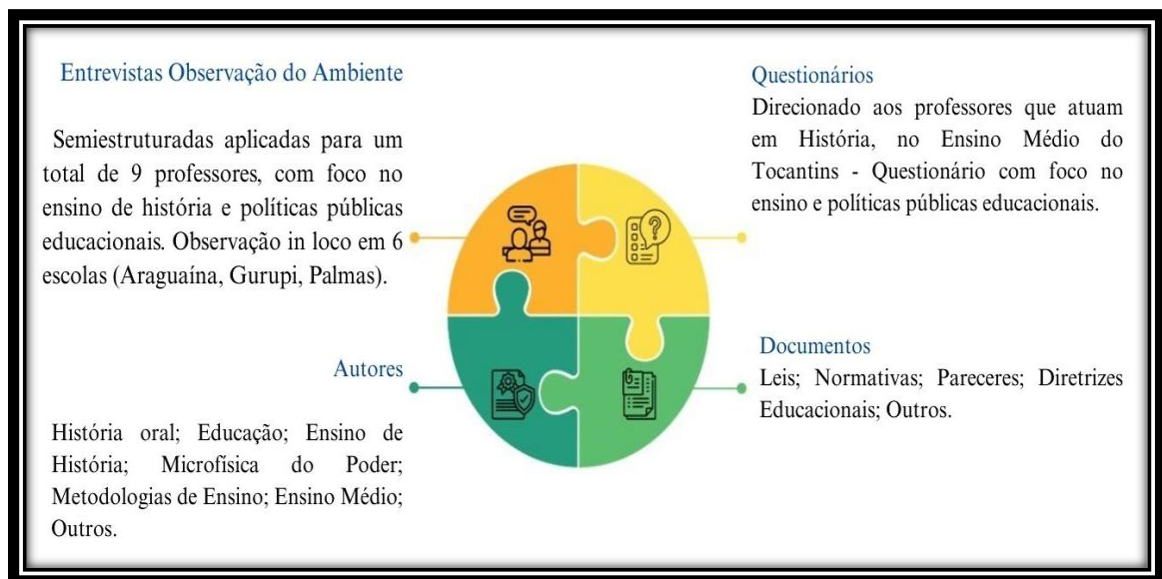 Entrevistas Observação do Ambiente
Semiestruturadas aplicadas para um
total de 9 professores, com foco no
ensino de história e políticas públicas
educacionais. Observação in loco em 6
escolas (Araguaína, Gurupi, Palmas).
Questionários
Direcionado aos professores que atuam
em História, no Ensino Médio do
Tocantins - Questionário com foco no
ensino e políticas públicas educacionais.
Autores
História oral; Educação; Ensino de
História; Microfísica do Poder;
Metodologias de Ensino; Ensino Médio;
Outros.
Documentos
Leis; Normativas; Pareceres; Diretrizes
Educacionais; Outros.